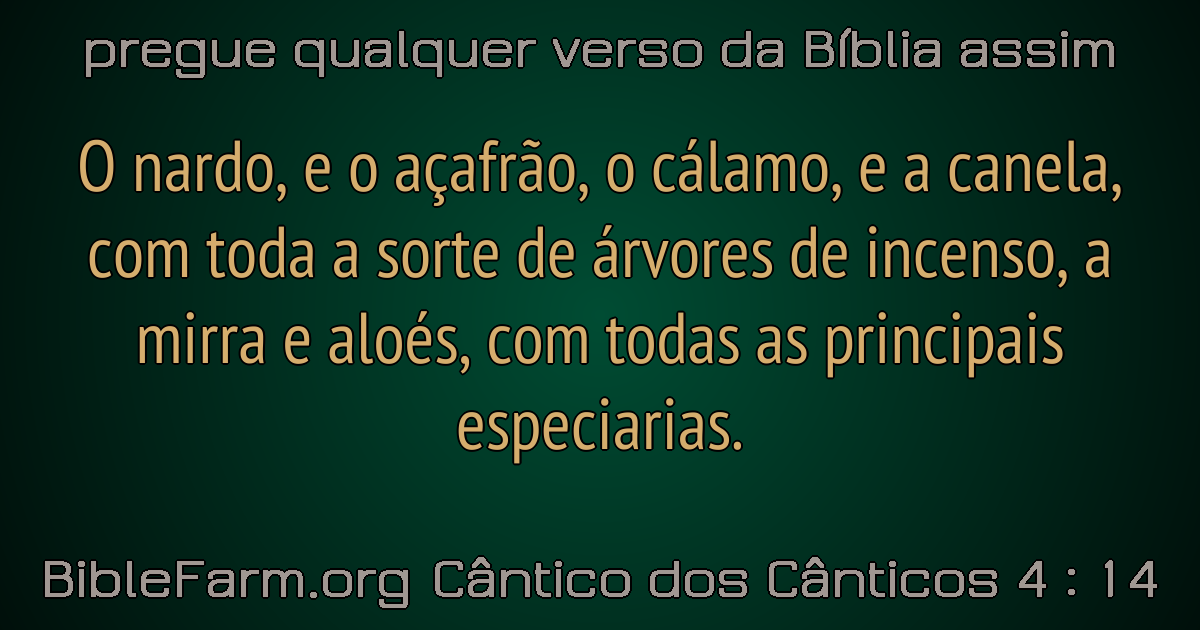 pregue qualquer verso da Bíblia assim
O nardo, e o açafrão, o cálamo, e a canela,
com toda a sorte de árvores de incenso, a
mirra e aloés, com todas as principais
especiarias.
BibleFarm.org Cântico dos Cânticos 4 : 14